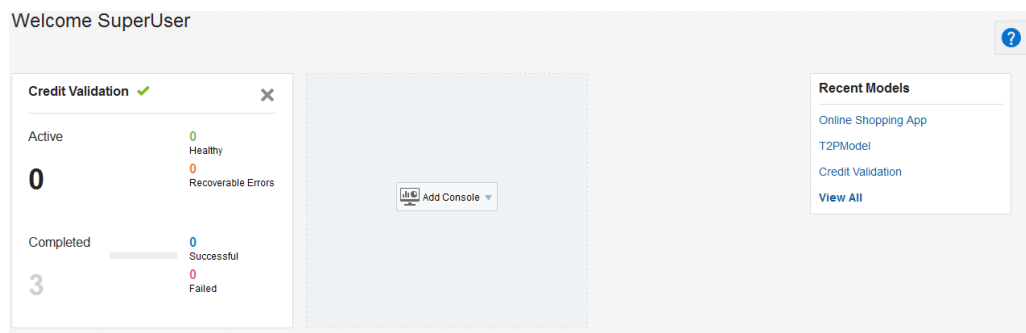 Welcome SuperUser
?
Credit Validation
Active
0
0
Healthy
0
Recoverable Errors
Completed
3
0
Successful
0
Failed
Add Console
Recent Models
Online Shopping App
T2PModel
Credit Validation
View All